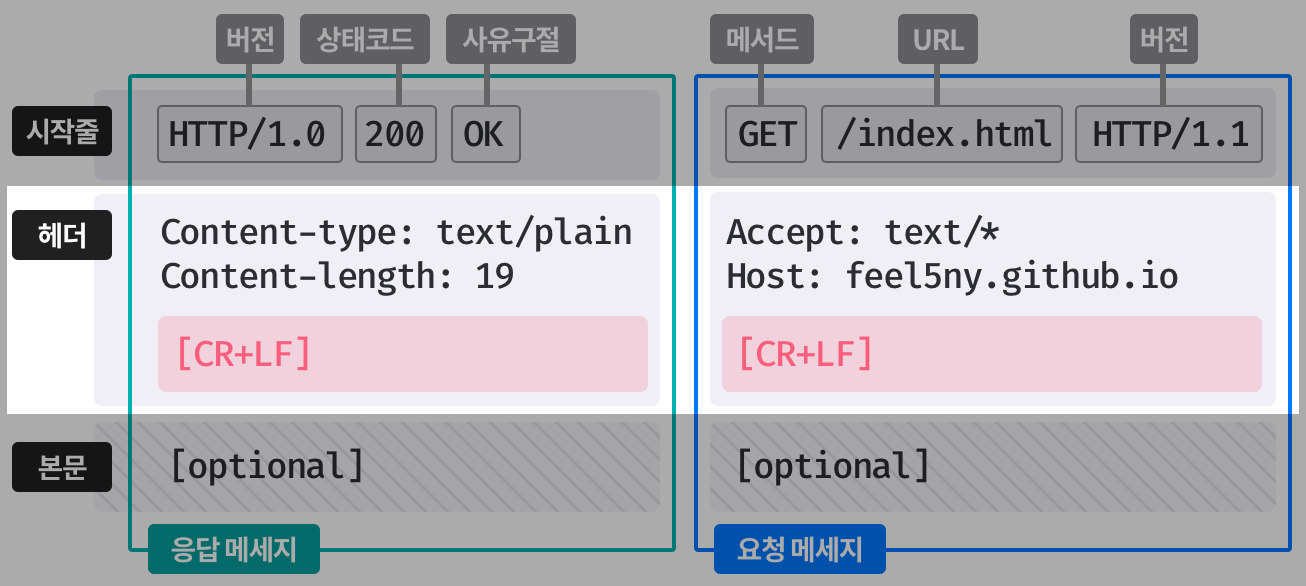 버전 상태코드 사유구절 메서드 URL 버전
시작줄 HTTP/1.0 200 OK GET /index.html HTTP/1.1
헤더 Content-type: text/plain Accept: text/*
Content-length: 19 Host: feel5ny.github.io
[CR+LF] [CR+LF]
본문 [optional] [optional]
응답 메세지 요청 메세지